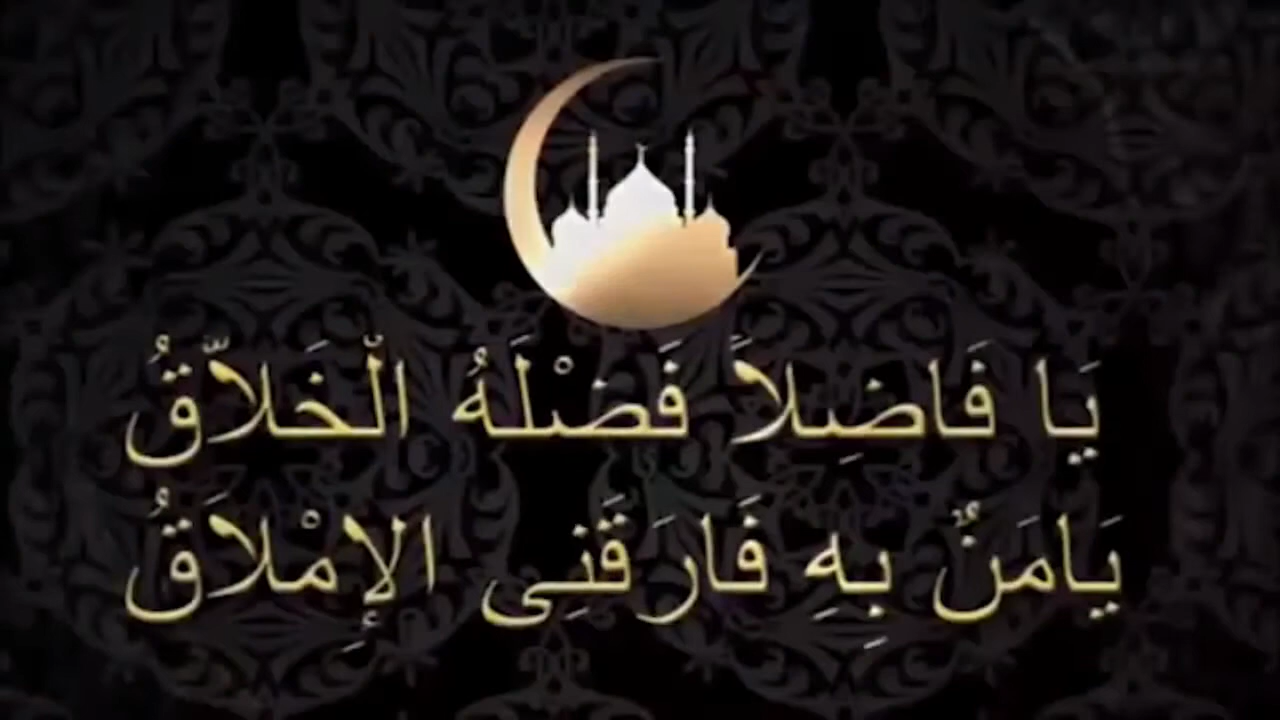 يَا فَاضِلاً فَضْلَهُ الْخَلاَّقُ
يَامَنْ بِهِ فَارَقَنِى الإِمْلاَقُ